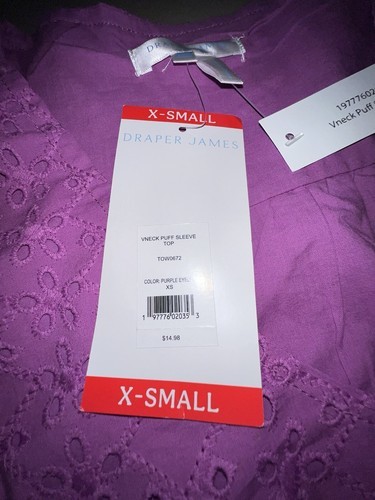 X-SMALL
DRAPER JAMES
VNECK PUFF SLEEVE
TOP
TOW0672
COLOR: PURPLE
XS
1 97776 02035 3
$14.98
X-SMALL
19777602
Vneck Puff